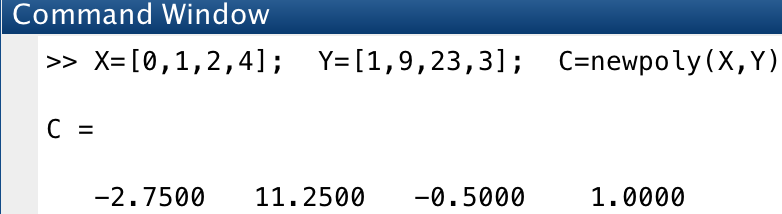 Command Window
>> X=[0,1,2,4]; Y=[1,9,23,3]; C=newpoly(X,Y)
C =
-2.7500 11.2500 -0.5000 1.0000